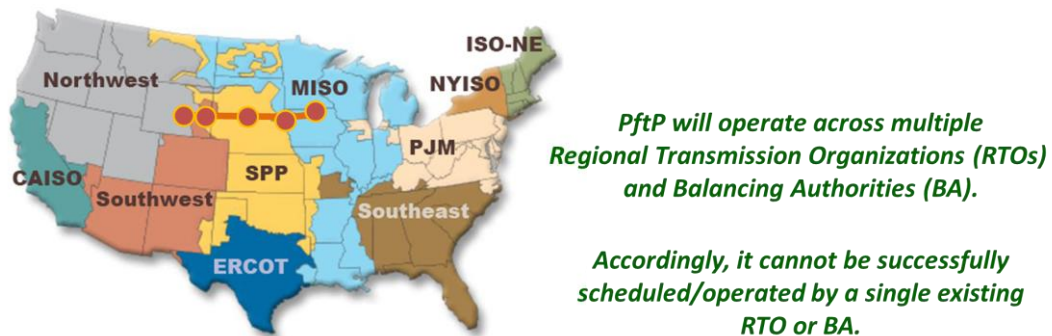 ISO-NE
Northwest
MISO
NYISO
PJM
CAISO
SPP
Southwest
Southeast
ERCOT
PftP will operate across multiple
Regional Transmission Organizations (RTOs)
and Balancing Authorities (BA).
Accordingly, it cannot be successfully
scheduled/operated by a single existing
RTO or BA.